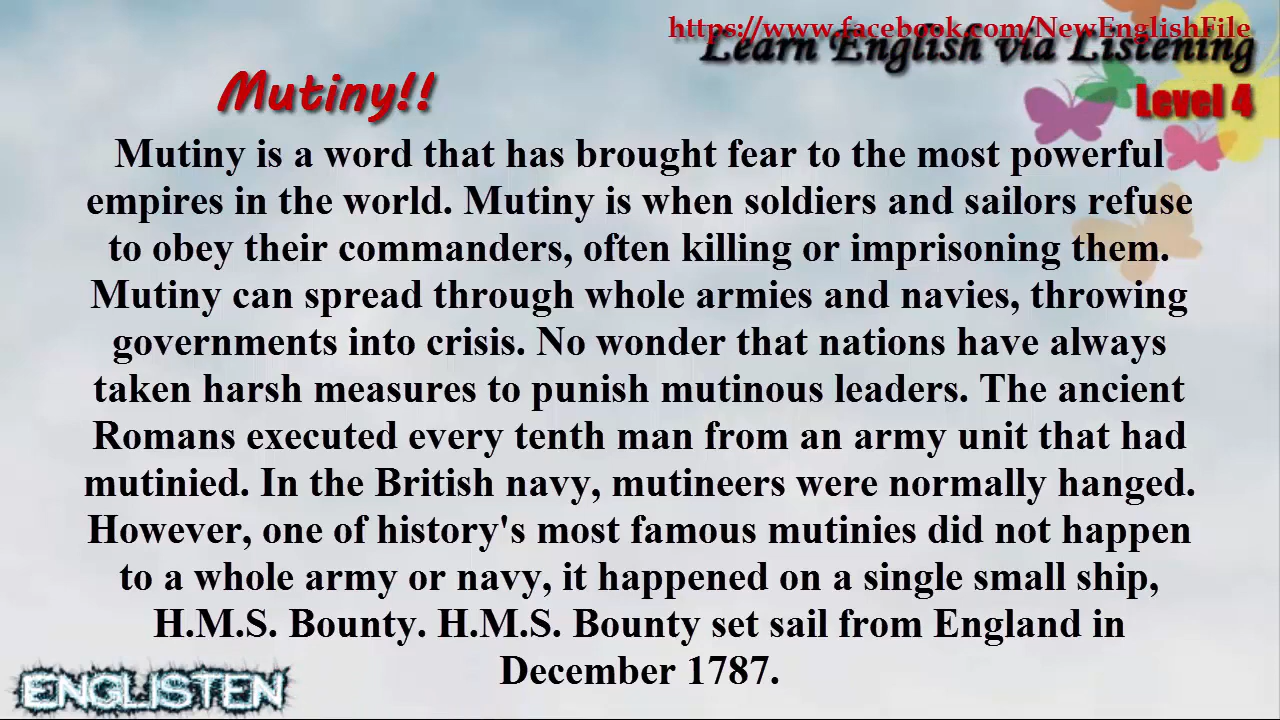 https://www.facebook.com/NewEnglishFile
Learn English via Listening
Mutiny!!
Level 4
Mutiny is a word that has brought fear to the most powerful
empires in the world. Mutiny is when soldiers and sailors refuse
to obey their commanders, often killing or imprisoning them.
Mutiny can spread through whole armies and navies, throwing
governments into crisis. No wonder that nations have always
taken harsh measures to punish mutinous leaders. The ancient
Romans executed every tenth man from an army unit that had
mutinied. In the British navy, mutineers were normally hanged.
However, one of history's most famous mutinies did not happen
to a whole army or navy, it happened on a single small ship,
H.M.S. Bounty. H.M.S. Bounty set sail from England in
December 1787.
ENGLISTEN